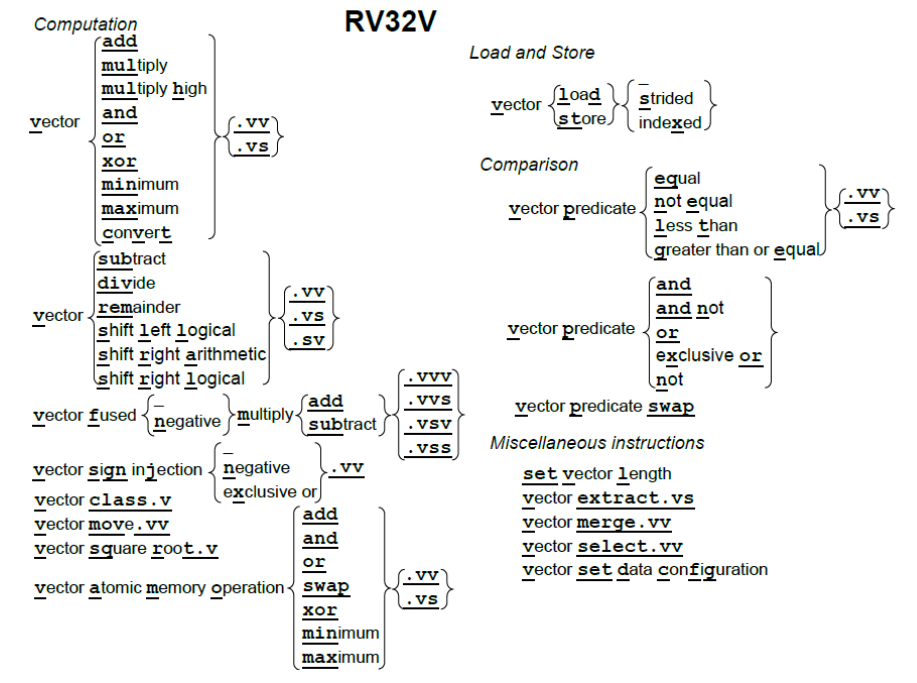 RV32V
Computation
vector
add
multiply
multiply high
and
or
xor
minimum
maximum
convert
.vv
.vs
vector
subtract
divide
remainder
shift left logical
shift right arithmetic
shift right logical
.vv
.vs
.sv
vector fused
–
negative
multiply
add
subtract
.vvv
.vvs
.vsv
.vss
vector sign injection
–
negative
exclusive or
.vv
vector class.v
vector move.vv
vector square root.v
vector atomic memory operation
add
and
or
swap
xor
minimum
maximum
.vv
.vs
Load and Store
vector
load
store
–
strided
indexed
Comparison
vector predicate
equal
not equal
less than
greater than or equal
.vv
.vs
vector predicate
and
and not
or
exclusive or
not
vector predicate swap
Miscellaneous instructions
set vector length
vector extract.vs
vector merge.vv
vector select.vv
vector set data configuration